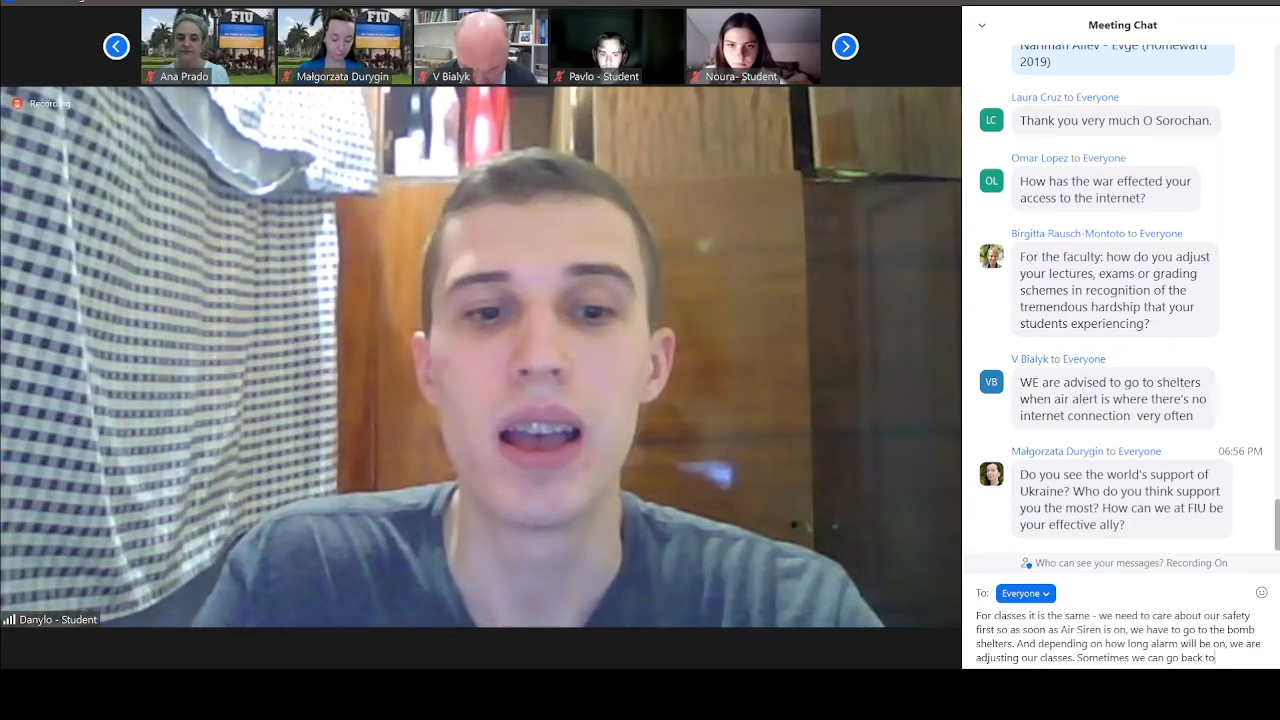 FIU
FIU
Ana Prado
Małgorzata Durygin
V Bialyk
Pavlo - Student
Noura- Student
Recording
Danylo - Student
Meeting Chat
Nariman Aliev - Evge (Homeward
2019)
Laura Cruz to Everyone
LC
Thank you very much O Sorochan.
Omar Lopez to Everyone
OL
How has the war effected your
access to the internet?
Birgitta Rausch-Montoto to Everyone
For the faculty: how do you adjust
your lectures, exams or grading
schemes in recognition of the
tremendous hardship that your
students experiencing?
V Bialyk to Everyone
VB
WE are advised to go to shelters
when air alert is where there's no
internet connection very often
Małgorzata Durygin to Everyone 06:56 PM
Do you see the world's support of
Ukraine? Who do you think support
you the most? How can we at FIU be
your effective ally?
Who can see your messages? Recording On
To: Everyone
For classes it is the same - we need to care about our safety
first so as soon as Air Siren is on, we have to go to the bomb
shelters. And depending on how long alarm will be on, we are
adjusting our classes. Sometimes we can go back to